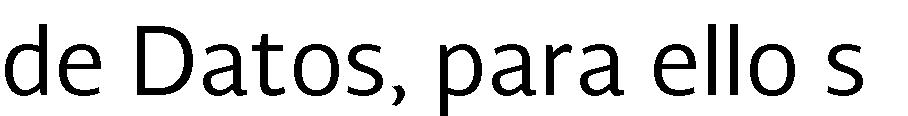 de Datos, para ello s